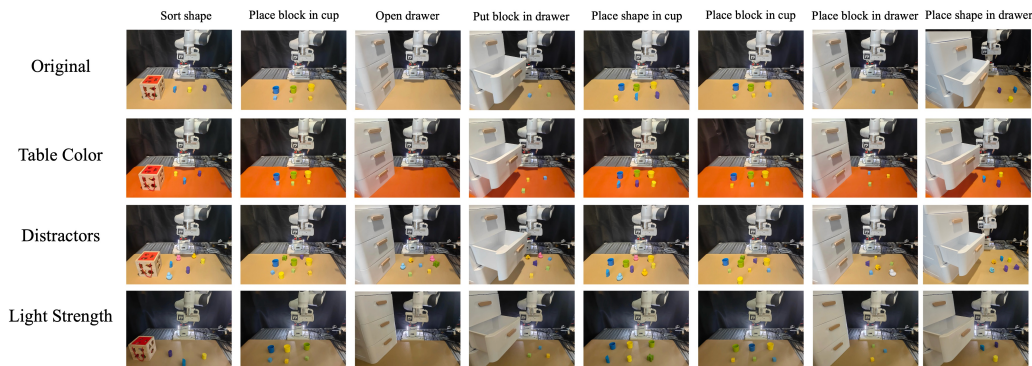 Sort shape Place block in cup Open drawer Put block in drawer Place shape in cup Place block in cup Place block in drawer Place shape in drawer
Original
Table Color
Distractors
Light Strength